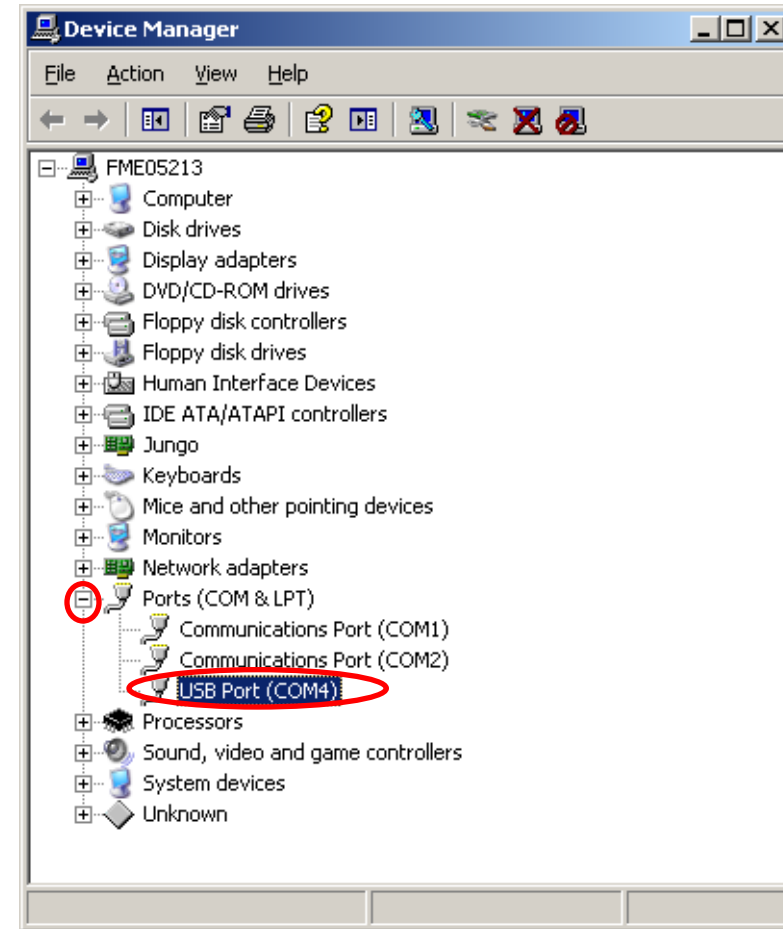 Device Manager
File Action View Help
FME05213
Computer
Disk drives
Display adapters
DVD/CD-ROM drives
Floppy disk controllers
Floppy disk drives
Human Interface Devices
IDE ATA/ATAPI controllers
Jungo
Keyboards
Mice and other pointing devices
Monitors
Network adapters
Ports (COM & LPT)
Communications Port (COM1)
Communications Port (COM2)
USB Port (COM4)
Processors
Sound, video and game controllers
System devices
Unknown